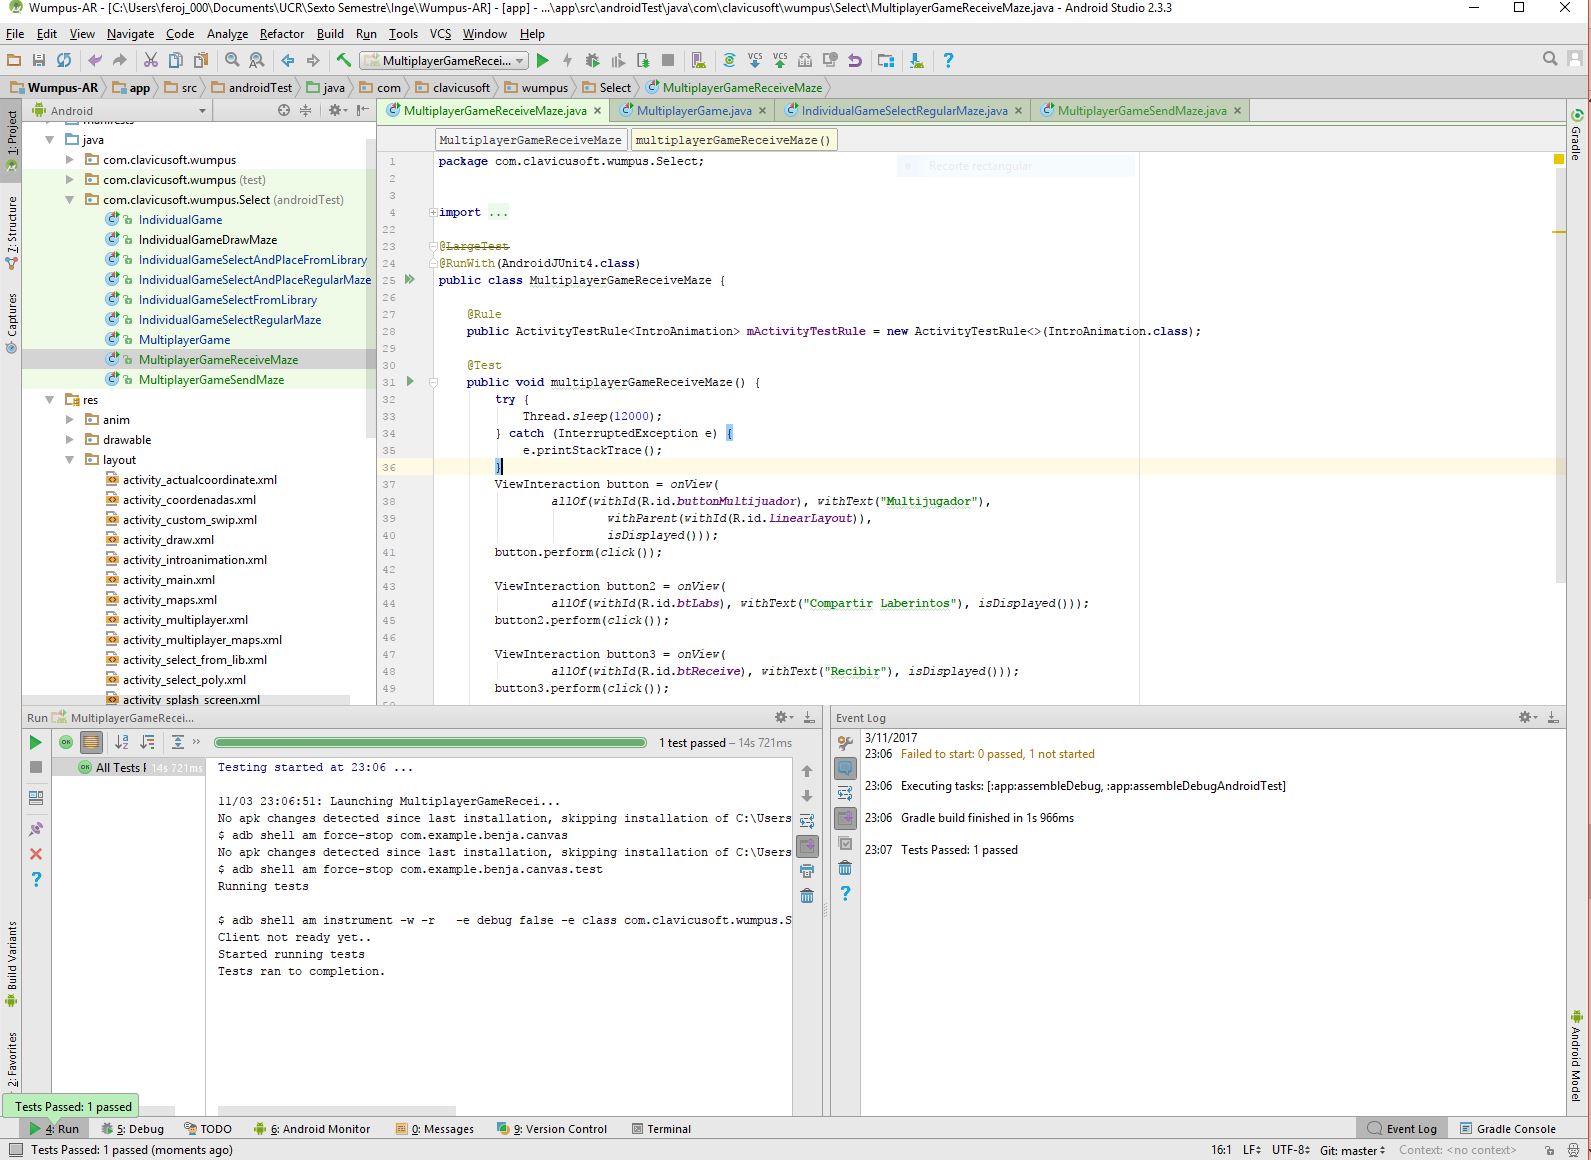 Wumpus-AR - [C:\Users\feroj_000\Documents\UCR\Sexto Semestre\Inge\Wumpus-AR] - [app] - ...\app\src\androidTest\java\com\clavicusoft\wumpus\Select\MultiplayerGameReceiveMaze.java - Android Studio 2.3.3
File Edit View Navigate Code Analyze Refactor Build Run Tools VCS Window Help
MultiplayerGameRecei...
Wumpus-AR app src androidTest java com clavicusoft wumpus Select MultiplayerGameReceiveMaze
Android
MultiplayerGameReceiveMaze.java MultiplayerGame.java IndividualGameSelectRegularMaze.java MultiplayerGameSendMaze.java
MultiplayerGameReceiveMaze multiplayerGameReceiveMaze()
1: Project
7: Structure
Captures
Build Variants
2: Favorites
Gradle
Android Model
manifests
java
com.clavicusoft.wumpus
com.clavicusoft.wumpus (test)
com.clavicusoft.wumpus.Select (androidTest)
IndividualGame
IndividualGameDrawMaze
IndividualGameSelectAndPlaceFromLibrary
IndividualGameSelectAndPlaceRegularMaze
IndividualGameSelectFromLibrary
IndividualGameSelectRegularMaze
MultiplayerGame
MultiplayerGameReceiveMaze
MultiplayerGameSendMaze
res
anim
drawable
layout
activity_actualcoordinate.xml
activity_coordenadas.xml
activity_custom_swip.xml
activity_draw.xml
activity_introanimation.xml
activity_main.xml
activity_maps.xml
activity_multiplayer.xml
activity_multiplayer_maps.xml
activity_select_from_lib.xml
activity_select_poly.xml
activity_splash_screen.xml
Recorte rectangular
1 package com.clavicusoft.wumpus.Select;
2
3
4 import ...
22
23 @LargeTest
24 @RunWith(AndroidJUnit4.class)
25 public class MultiplayerGameReceiveMaze {
26
27 @Rule
28 public ActivityTestRule<IntroAnimation> mActivityTestRule = new ActivityTestRule<>(IntroAnimation.class);
29
30 @Test
31 public void multiplayerGameReceiveMaze() {
32 try {
33 Thread.sleep(12000);
34 } catch (InterruptedException e) {
35 e.printStackTrace();
36 }
37 ViewInteraction button = onView(
38 allOf(withId(R.id.buttonMultijuador), withText("Multijugador"),
39 withParent(withId(R.id.linearLayout)),
40 isDisplayed()));
41 button.perform(click());
42
43 ViewInteraction button2 = onView(
44 allOf(withId(R.id.btLabs), withText("Compartir Laberintos"), isDisplayed()));
45 button2.perform(click());
46
47 ViewInteraction button3 = onView(
48 allOf(withId(R.id.btReceive), withText("Recibir"), isDisplayed()));
49 button3.perform(click());
Run MultiplayerGameRecei...
1 test passed – 14s 721ms
All Tests P 14s 721ms
Testing started at 23:06 ...
11/03 23:06:51: Launching MultiplayerGameRecei...
No apk changes detected since last installation, skipping installation of C:\Users
$ adb shell am force-stop com.example.benja.canvas
No apk changes detected since last installation, skipping installation of C:\Users
$ adb shell am force-stop com.example.benja.canvas.test
Running tests
$ adb shell am instrument -w -r -e debug false -e class com.clavicusoft.wumpus.S
Client not ready yet..
Started running tests
Tests ran to completion.
Event Log
3/11/2017
23:06 Failed to start: 0 passed, 1 not started
23:06 Executing tasks: [:app:assembleDebug, :app:assembleDebugAndroidTest]
23:06 Gradle build finished in 1s 966ms
23:07 Tests Passed: 1 passed
Tests Passed: 1 passed
4: Run 5: Debug TODO 6: Android Monitor 0: Messages 9: Version Control Terminal Event Log Gradle Console
Tests Passed: 1 passed (moments ago) 16:1 LF UTF-8 Git: master Context: <no context>